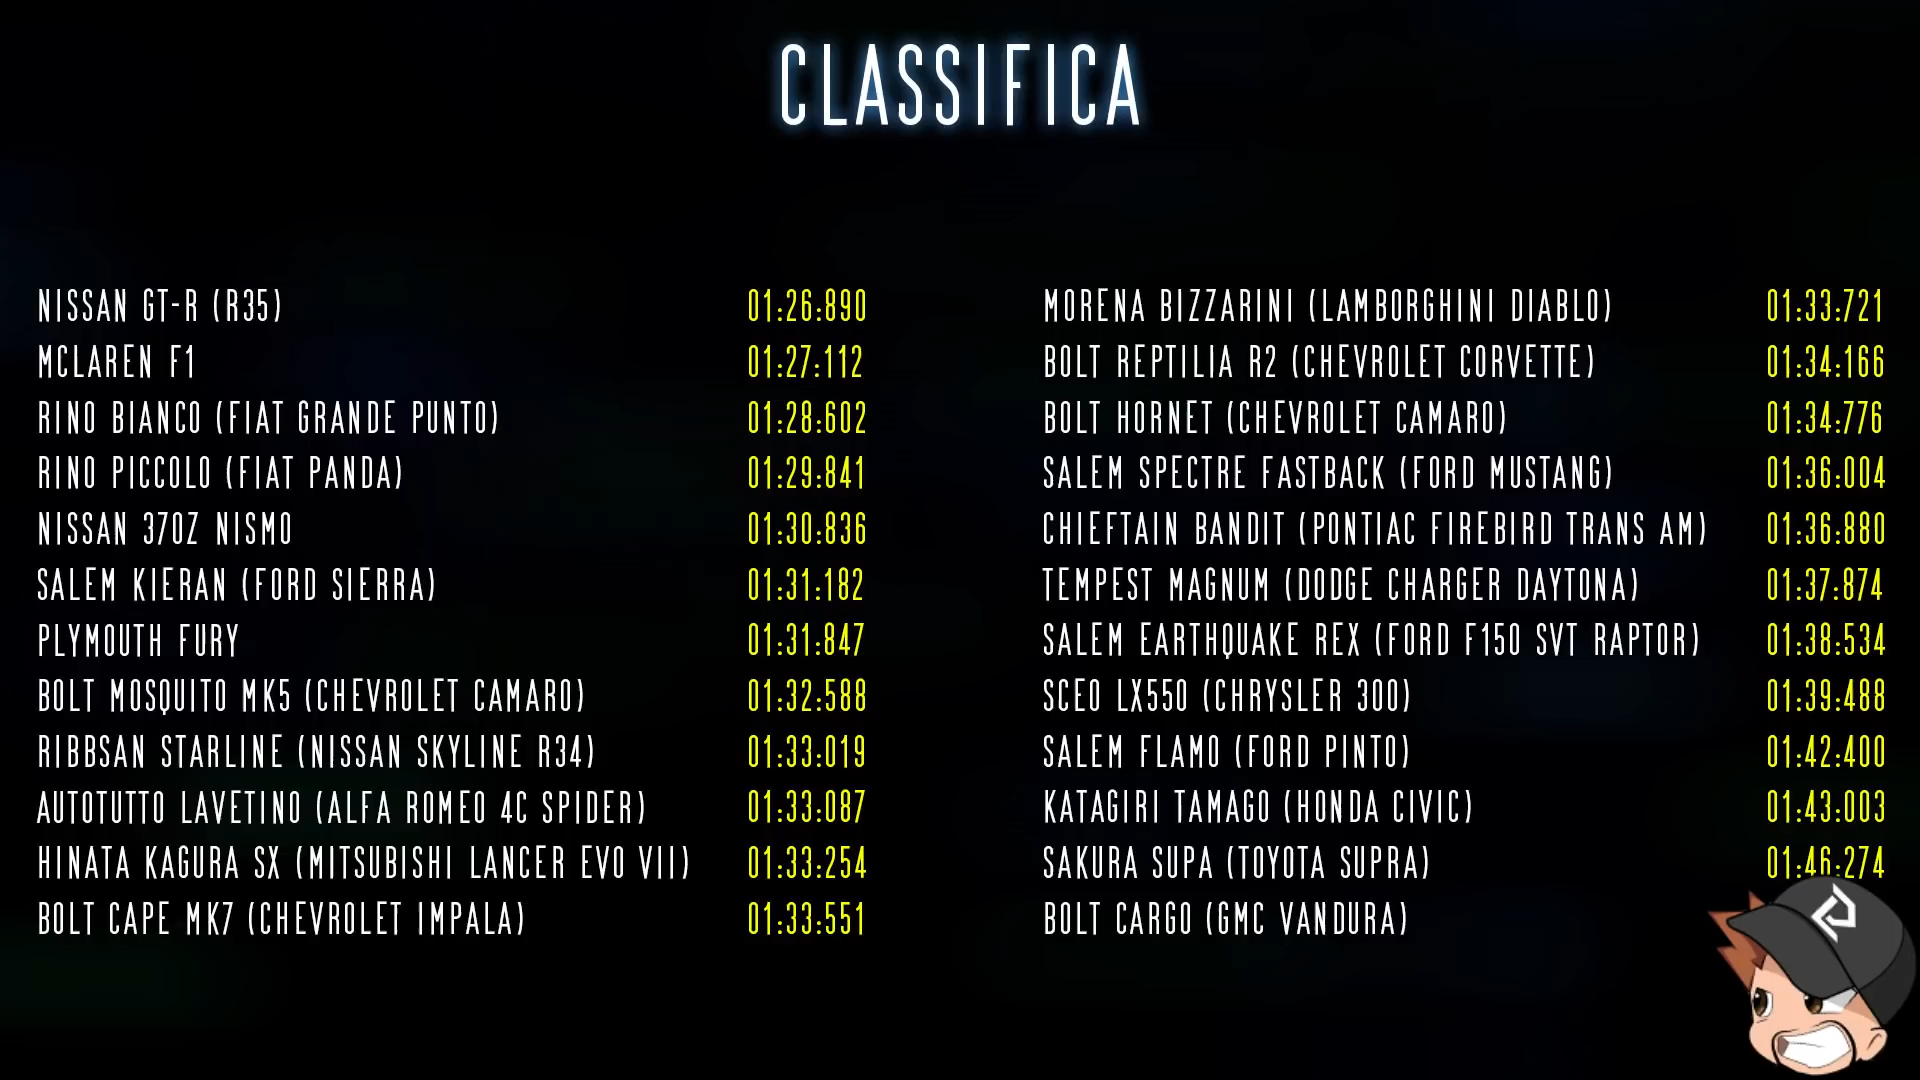 CLASSIFICA
NISSAN GT-R (R35) 01:26:890
MCLAREN F1 01:27:112
RINO BIANCO (FIAT GRANDE PUNTO) 01:28:602
RINO PICCOLO (FIAT PANDA) 01:29:841
NISSAN 370Z NISMO 01:30:836
SALEM KIERAN (FORD SIERRA) 01:31:182
PLYMOUTH FURY 01:31:847
BOLT MOSQUITO MK5 (CHEVROLET CAMARO) 01:32:588
RIBBSAN STARLINE (NISSAN SKYLINE R34) 01:33:019
AUTOTUTTO LAVETINO (ALFA ROMEO 4C SPIDER) 01:33:087
HINATA KAGURA SX (MITSUBISHI LANCER EVO VII) 01:33:254
BOLT CAPE MK7 (CHEVROLET IMPALA) 01:33:551
MORENA BIZZARINI (LAMBORGHINI DIABLO) 01:33:721
BOLT REPTILIA R2 (CHEVROLET CORVETTE) 01:34:166
BOLT HORNET (CHEVROLET CAMARO) 01:34:776
SALEM SPECTRE FASTBACK (FORD MUSTANG) 01:36:004
CHIEFTAIN BANDIT (PONTIAC FIREBIRD TRANS AM) 01:36:880
TEMPEST MAGNUM (DODGE CHARGER DAYTONA) 01:37:874
SALEM EARTHQUAKE REX (FORD F150 SVT RAPTOR) 01:38:534
SCEO LX550 (CHRYSLER 300) 01:39:488
SALEM FLAMO (FORD PINTO) 01:42:400
KATAGIRI TAMAGO (HONDA CIVIC) 01:43:003
SAKURA SUPA (TOYOTA SUPRA) 01:46:274
BOLT CARGO (GMC VANDURA)